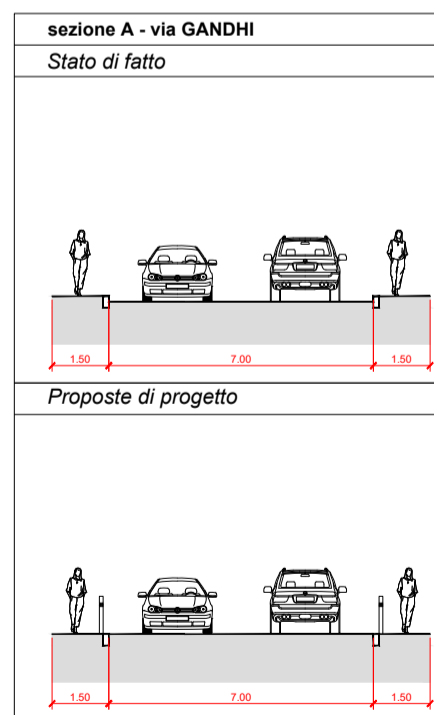 sezione A - via GANDHI
Stato di fatto
1.50 7.00 1.50
Proposte di progetto
1.50 7.00 1.50